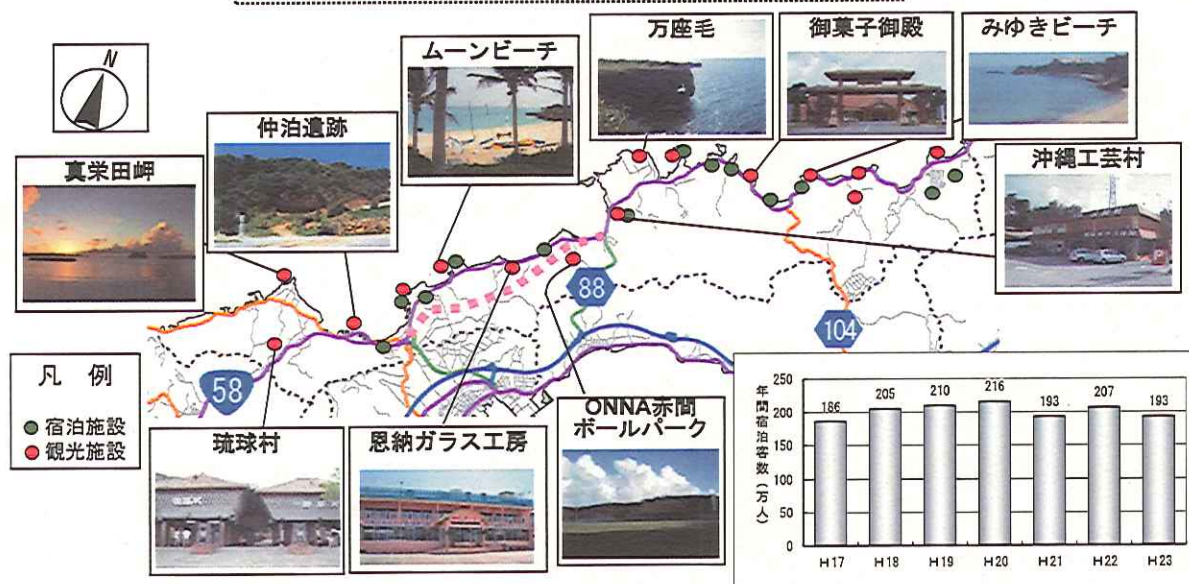 N
真栄田岬
仲泊遺跡
ムーンビーチ
万座毛
御菓子御殿
みゆきビーチ
沖縄工芸村
58
88
104
凡 例
宿泊施設
観光施設
琉球村
恩納ガラス工房
ONNA赤間
ボールパーク
年間宿泊客数(万人)
250
200
150
100
50
0
186
205
210
216
193
207
193
H17
H18
H19
H20
H21
H22
H23